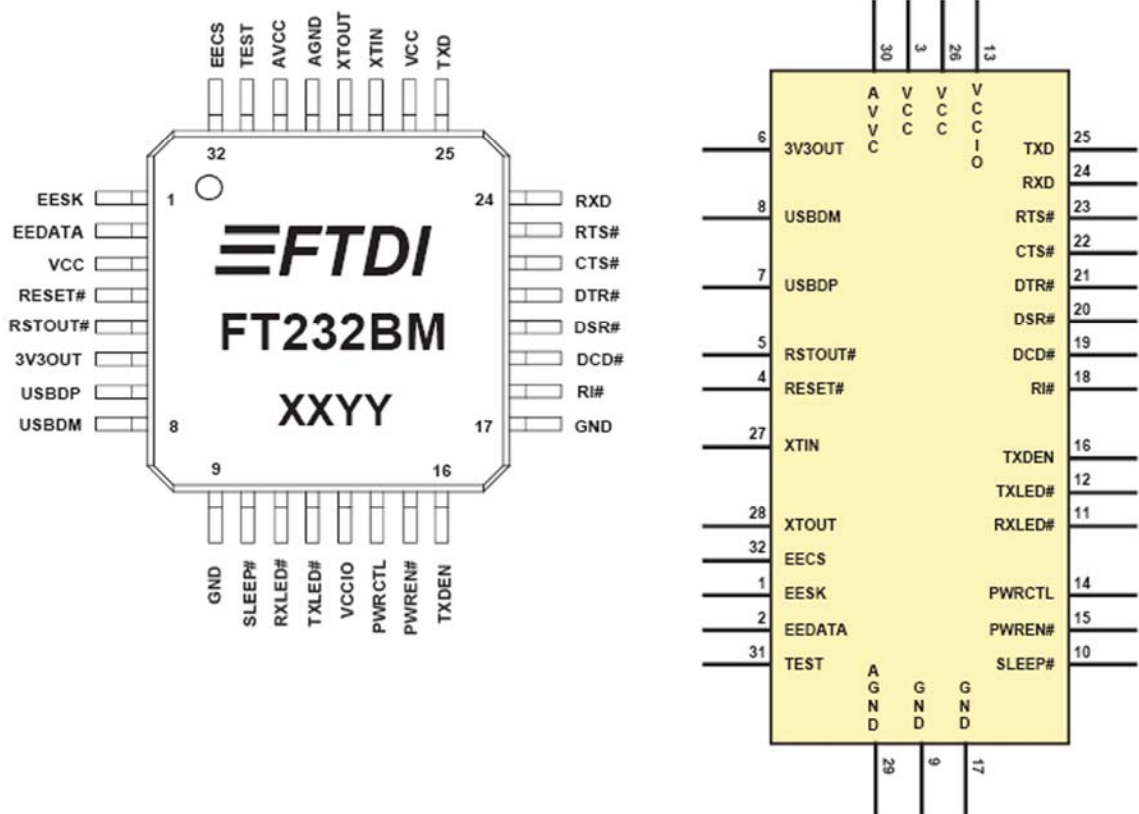 EECS
TEST
AVCC
AGND
XTOUT
XTIN
VCC
TXD
32
25
1
24
8
17
9
16
EESK
EEDATA
VCC
RESET#
RSTOUT#
3V3OUT
USBDP
USBDM
FTDI
FT232BM
XXYY
RXD
RTS#
CTS#
DTR#
DSR#
DCD#
RI#
GND
GND
SLEEP#
RXLED#
TXLED#
VCCIO
PWRCTL
PWREN#
TXDEN
30
3
26
13
AVVC
VCC
VCC
VCCIO
6
3V3OUT
8
USBDM
7
USBDP
5
RSTOUT#
4
RESET#
27
XTIN
28
XTOUT
32
EECS
1
EESK
2
EEDATA
31
TEST
TXD
25
RXD
24
RTS#
23
CTS#
22
DTR#
21
DSR#
20
DCD#
19
RI#
18
TXDEN
16
TXLED#
12
RXLED#
11
PWRCTL
14
PWREN#
15
SLEEP#
10
AGND
GND
GND
29
9
17